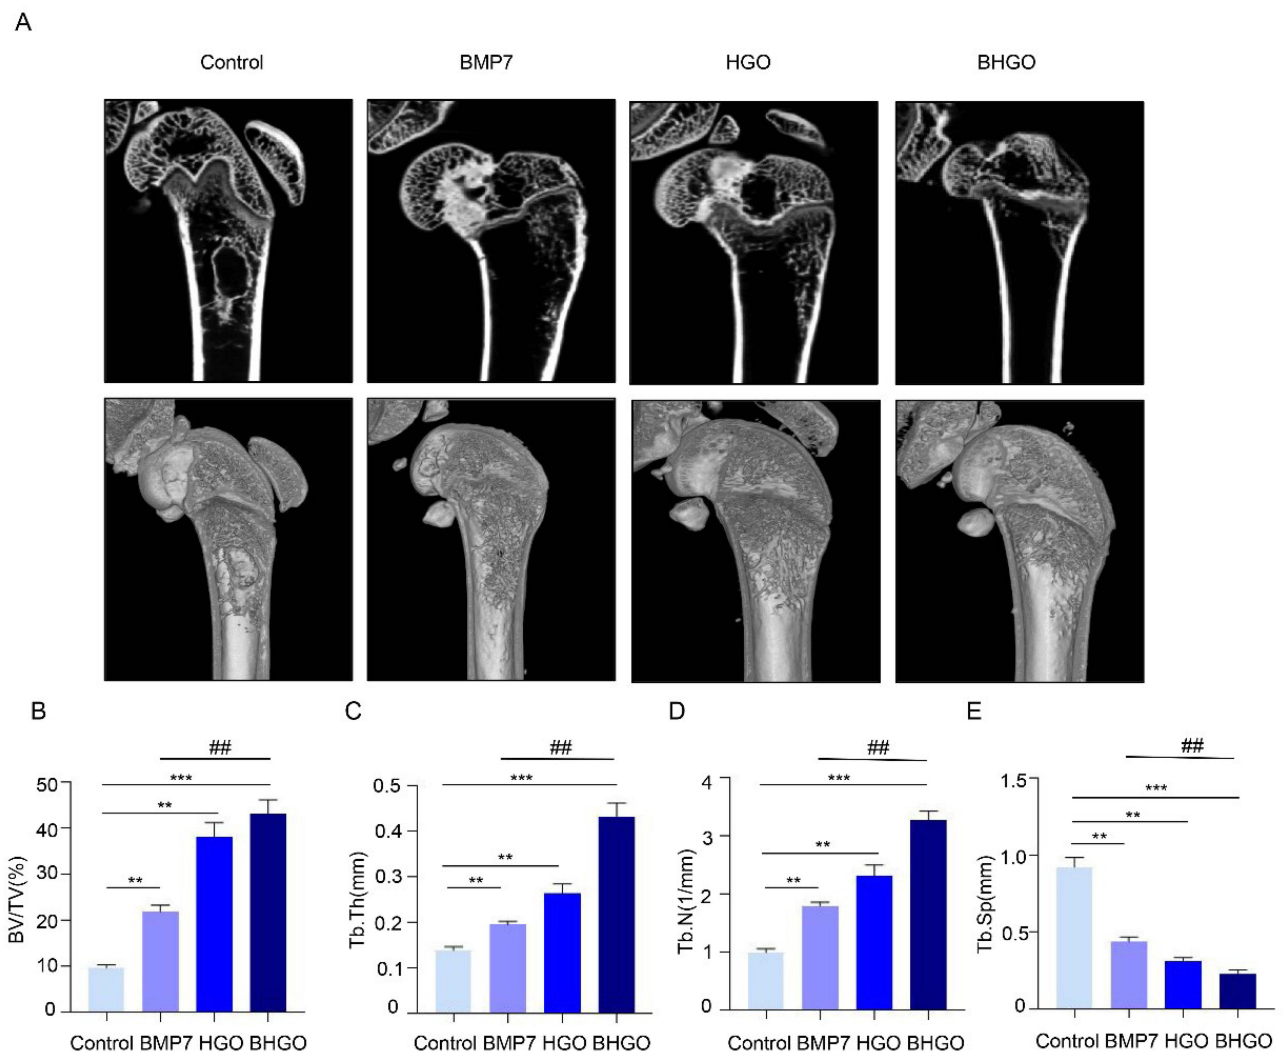 A
Control BMP7 HGO BHGO
B C D E
## ## ## ##
*** *** *** ***
** ** ** **
** ** ** **
BV/TV(%)
50
40
30
20
10
0
Control BMP7 HGO BHGO
Tb.Th(mm)
0.5
0.4
0.3
0.2
0.1
0
Control BMP7 HGO BHGO
Tb.N(1/mm)
4
3
2
1
0
Control BMP7 HGO BHGO
Tb.Sp(mm)
1.5
1.0
0.5
0
Control BMP7 HGO BHGO